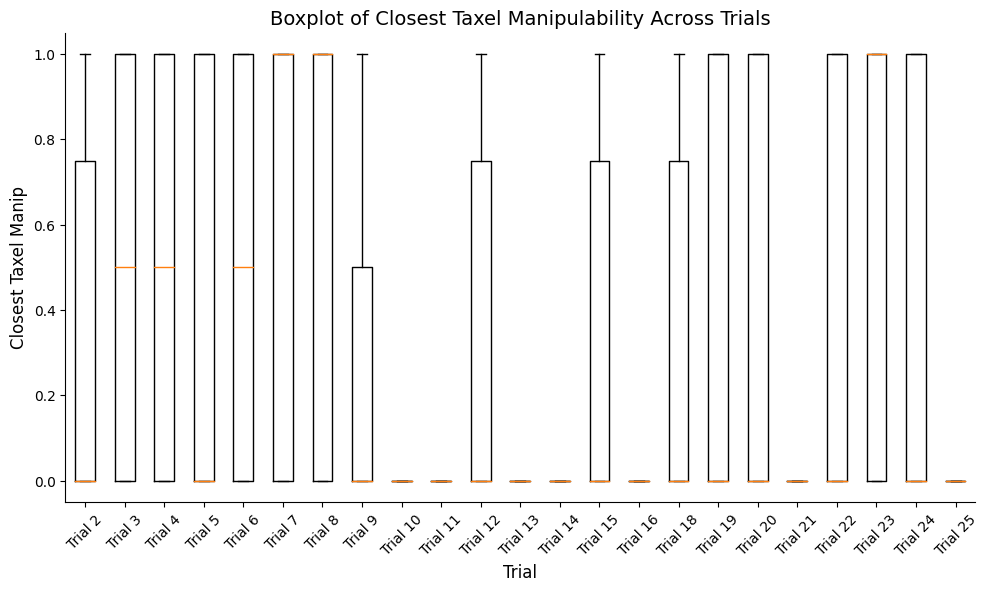 Boxplot of Closest Taxel Manipulability Across Trials
Closest Taxel Manip
1.0
0.8
0.6
0.4
0.2
0.0
Trial 2
Trial 3
Trial 4
Trial 5
Trial 6
Trial 7
Trial 8
Trial 9
Trial 10
Trial 11
Trial 12
Trial 13
Trial 14
Trial 15
Trial 16
Trial 18
Trial 19
Trial 20
Trial 21
Trial 22
Trial 23
Trial 24
Trial 25
Trial